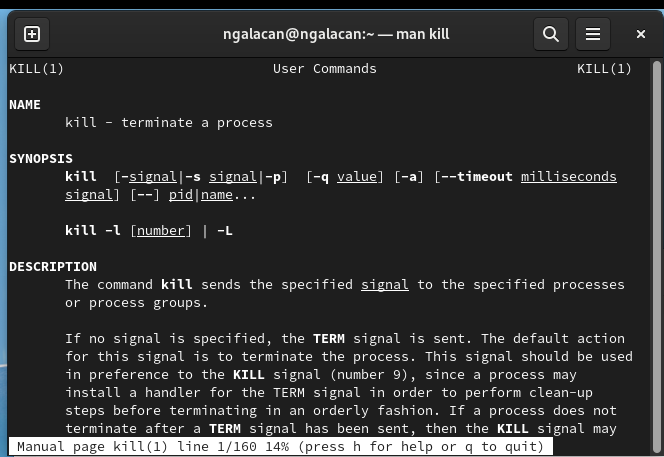 ngalacan@ngalacan:~ — man kill
KILL(1) User Commands KILL(1)
NAME
kill - terminate a process
SYNOPSIS
kill [-signal|-s signal|-p] [-q value] [-a] [--timeout milliseconds
signal] [--] pid|name...
kill -l [number] | -L
DESCRIPTION
The command kill sends the specified signal to the specified processes
or process groups.
If no signal is specified, the TERM signal is sent. The default action
for this signal is to terminate the process. This signal should be used
in preference to the KILL signal (number 9), since a process may
install a handler for the TERM signal in order to perform clean-up
steps before terminating in an orderly fashion. If a process does not
terminate after a TERM signal has been sent, then the KILL signal may
Manual page kill(1) line 1/160 14% (press h for help or q to quit)